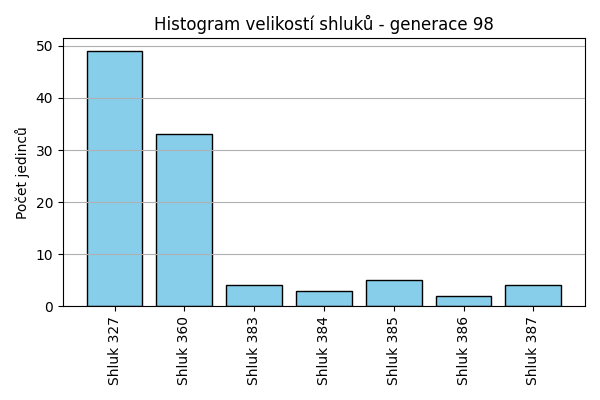 Histogram velikostí shluků - generace 98
Počet jedinců
50
40
30
20
10
0
Shluk 327
Shluk 360
Shluk 383
Shluk 384
Shluk 385
Shluk 386
Shluk 387